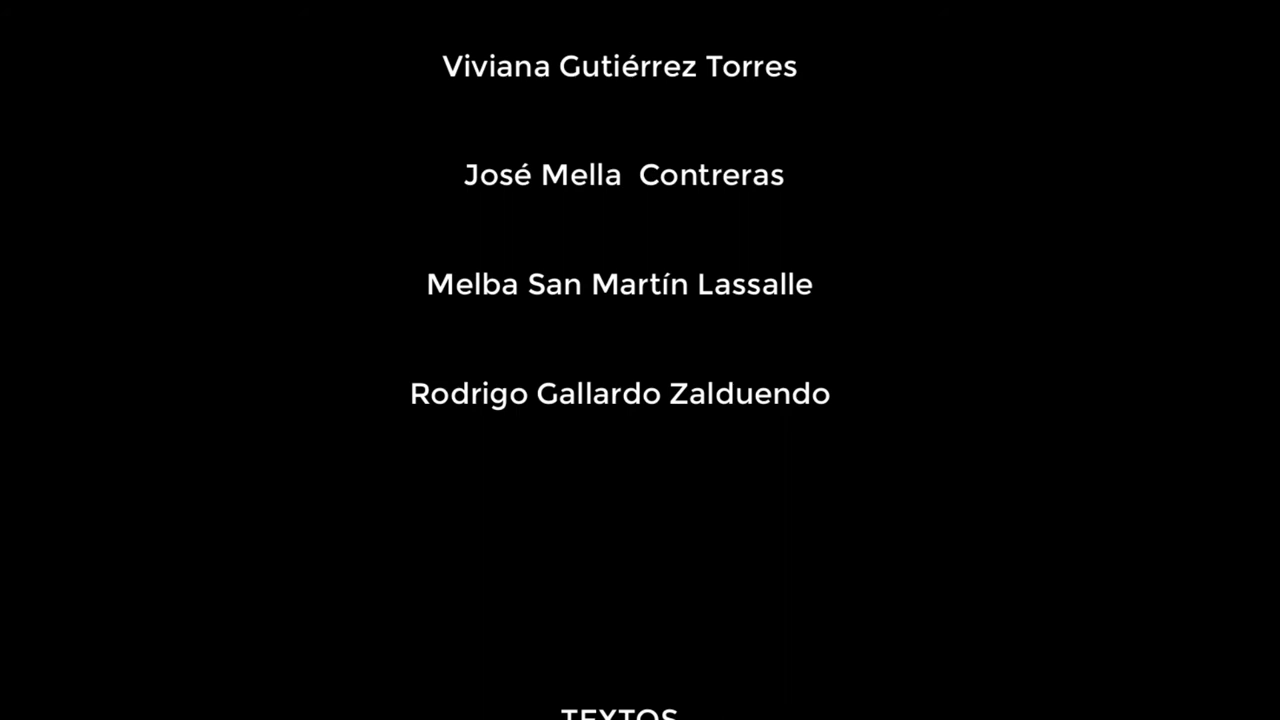 Viviana Gutiérrez Torres
José Mella  Contreras
Melba San Martín Lassalle
Rodrigo Gallardo Zalduendo
TEXTOS